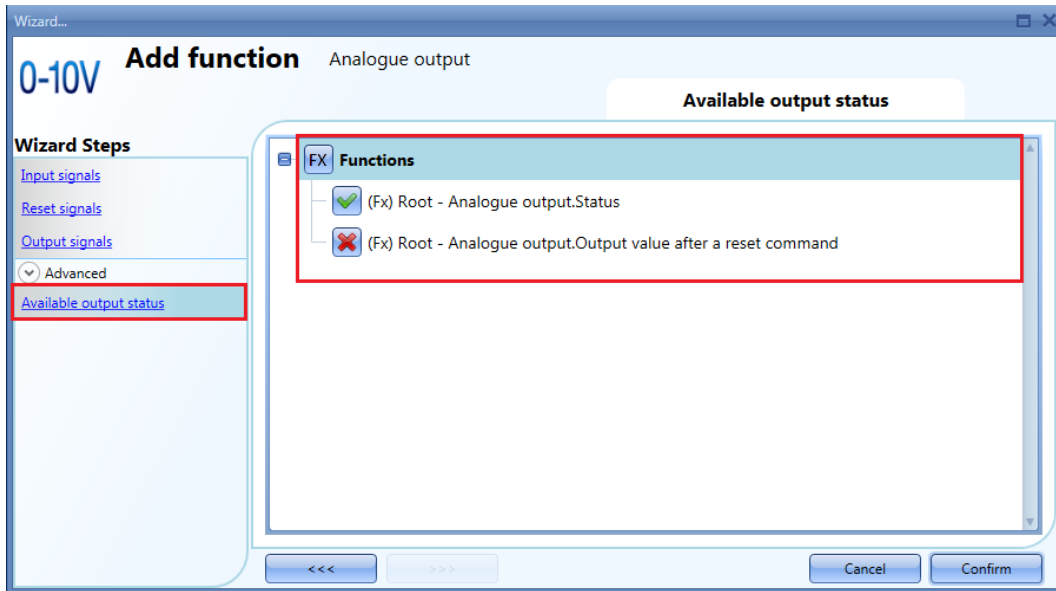 Wizard...
0-10V
Add function Analogue output
Available output status
Wizard Steps
Input signals
Reset signals
Output signals
Advanced
Available output status
FX Functions
(Fx) Root - Analogue output.Status
(Fx) Root - Analogue output.Output value after a reset command
<<< >>> Cancel Confirm